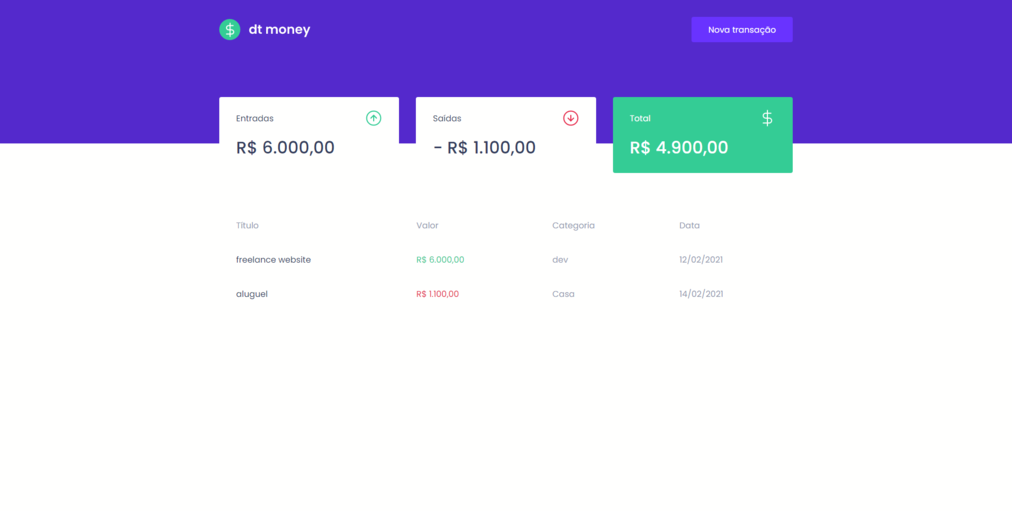 dt money
Nova transação
Entradas
R$ 6.000,00
Saídas
- R$ 1.100,00
Total
R$ 4.900,00
Título Valor Categoria Data
freelance website R$ 6.000,00 dev 12/02/2021
aluguel R$ 1.100,00 Casa 14/02/2021